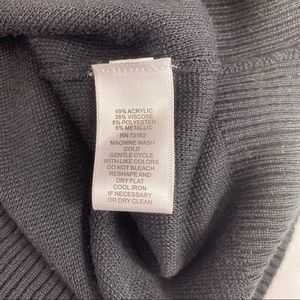 49% ACRYLIC
38% VISCOSE
8% POLYESTER
5% METALLIC
RN 73163
MACHINE WASH
COLD
GENTLE CYCLE
WITH LIKE COLORS
DO NOT BLEACH
RESHAPE AND
DRY FLAT
COOL IRON
IF NECESSARY
OR DRY CLEAN